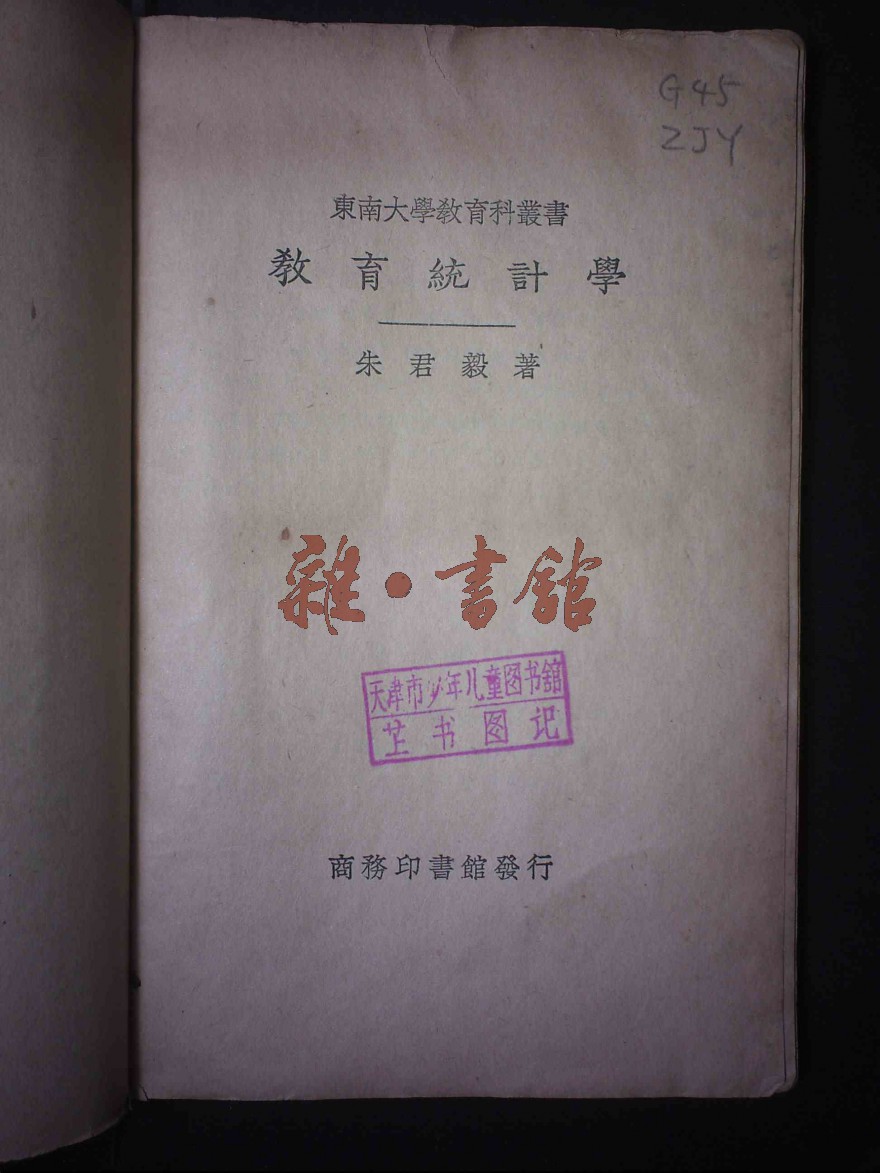 G45
ZJY
東南大學教育科叢書
教育統計學
朱君毅著
雜·書館
天津市少年儿童图书舘
芷书图记
商務印書館發行